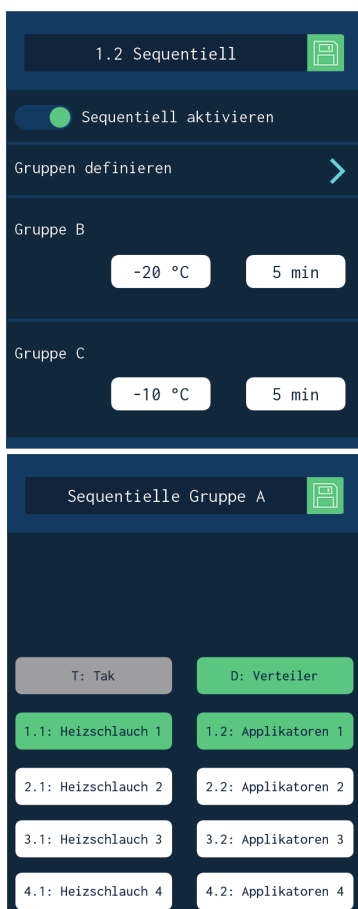 1.2 Sequentiell
Sequentiell aktivieren
Gruppen definieren
Gruppe B
-20 °C 5 min
Gruppe C
-10 °C 5 min
Sequentielle Gruppe A
T: Tak D: Verteiler
1.1: Heizschlauch 1 1.2: Applikatoren 1
2.1: Heizschlauch 2 2.2: Applikatoren 2
3.1: Heizschlauch 3 3.2: Applikatoren 3
4.1: Heizschlauch 4 4.2: Applikatoren 4